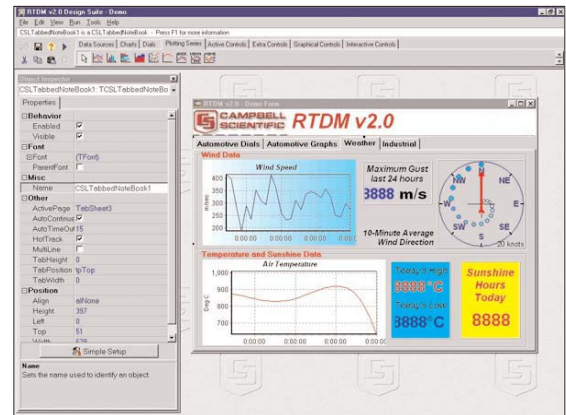 RTDM v2.0 Design Suite - Demo
File Edit View Run Tools Help
CSLTabbedNoteBook1 is a CSLTabbedNoteBook - Press F1 for more information
Data Sources Charts Dials Plotting Series Active Controls Extra Controls Graphical Controls Interactive Controls
Object Inspector
CSLTabbedNoteBook1: TCSLTabbedNoteBo
Properties
Behavior
Enabled
Visible
Font
Font (TFont)
ParentFont
Misc
Name CSLTabbedNoteBook1
Other
ActivePage TabSheet3
AutoContinue
AutoTimeOut 15
HotTrack
MultiLine
TabHeight 0
TabPosition tpTop
TabWidth 0
Position
Align alNone
Height 397
Left 0
Top 51
Width 529
Simple Setup
Name
Sets the name used to identify an object.
RTDM v2.0 - Demo Form
CAMPBELL SCIENTIFIC RTDM v2.0
Automotive Dials Automotive Graphs Weather Industrial
Wind Data
Wind Speed
m/sec
400
350
300
250
200
0:00:00 0:00:00 0:00:00
Maximum Gust last 24 hours
8888 m/s
10-Minute Average Wind Direction
N
NE
E
SE
S
SW
W
NW
20 knots
Temperature and Sunshine Data
Air Temperature
Deg C
1,000
900
800
700
0:00:00 0:00:00 0:00:00 0:00:00
Today's High
8888°C
Today's Low
8888°C
Sunshine Hours Today
8888